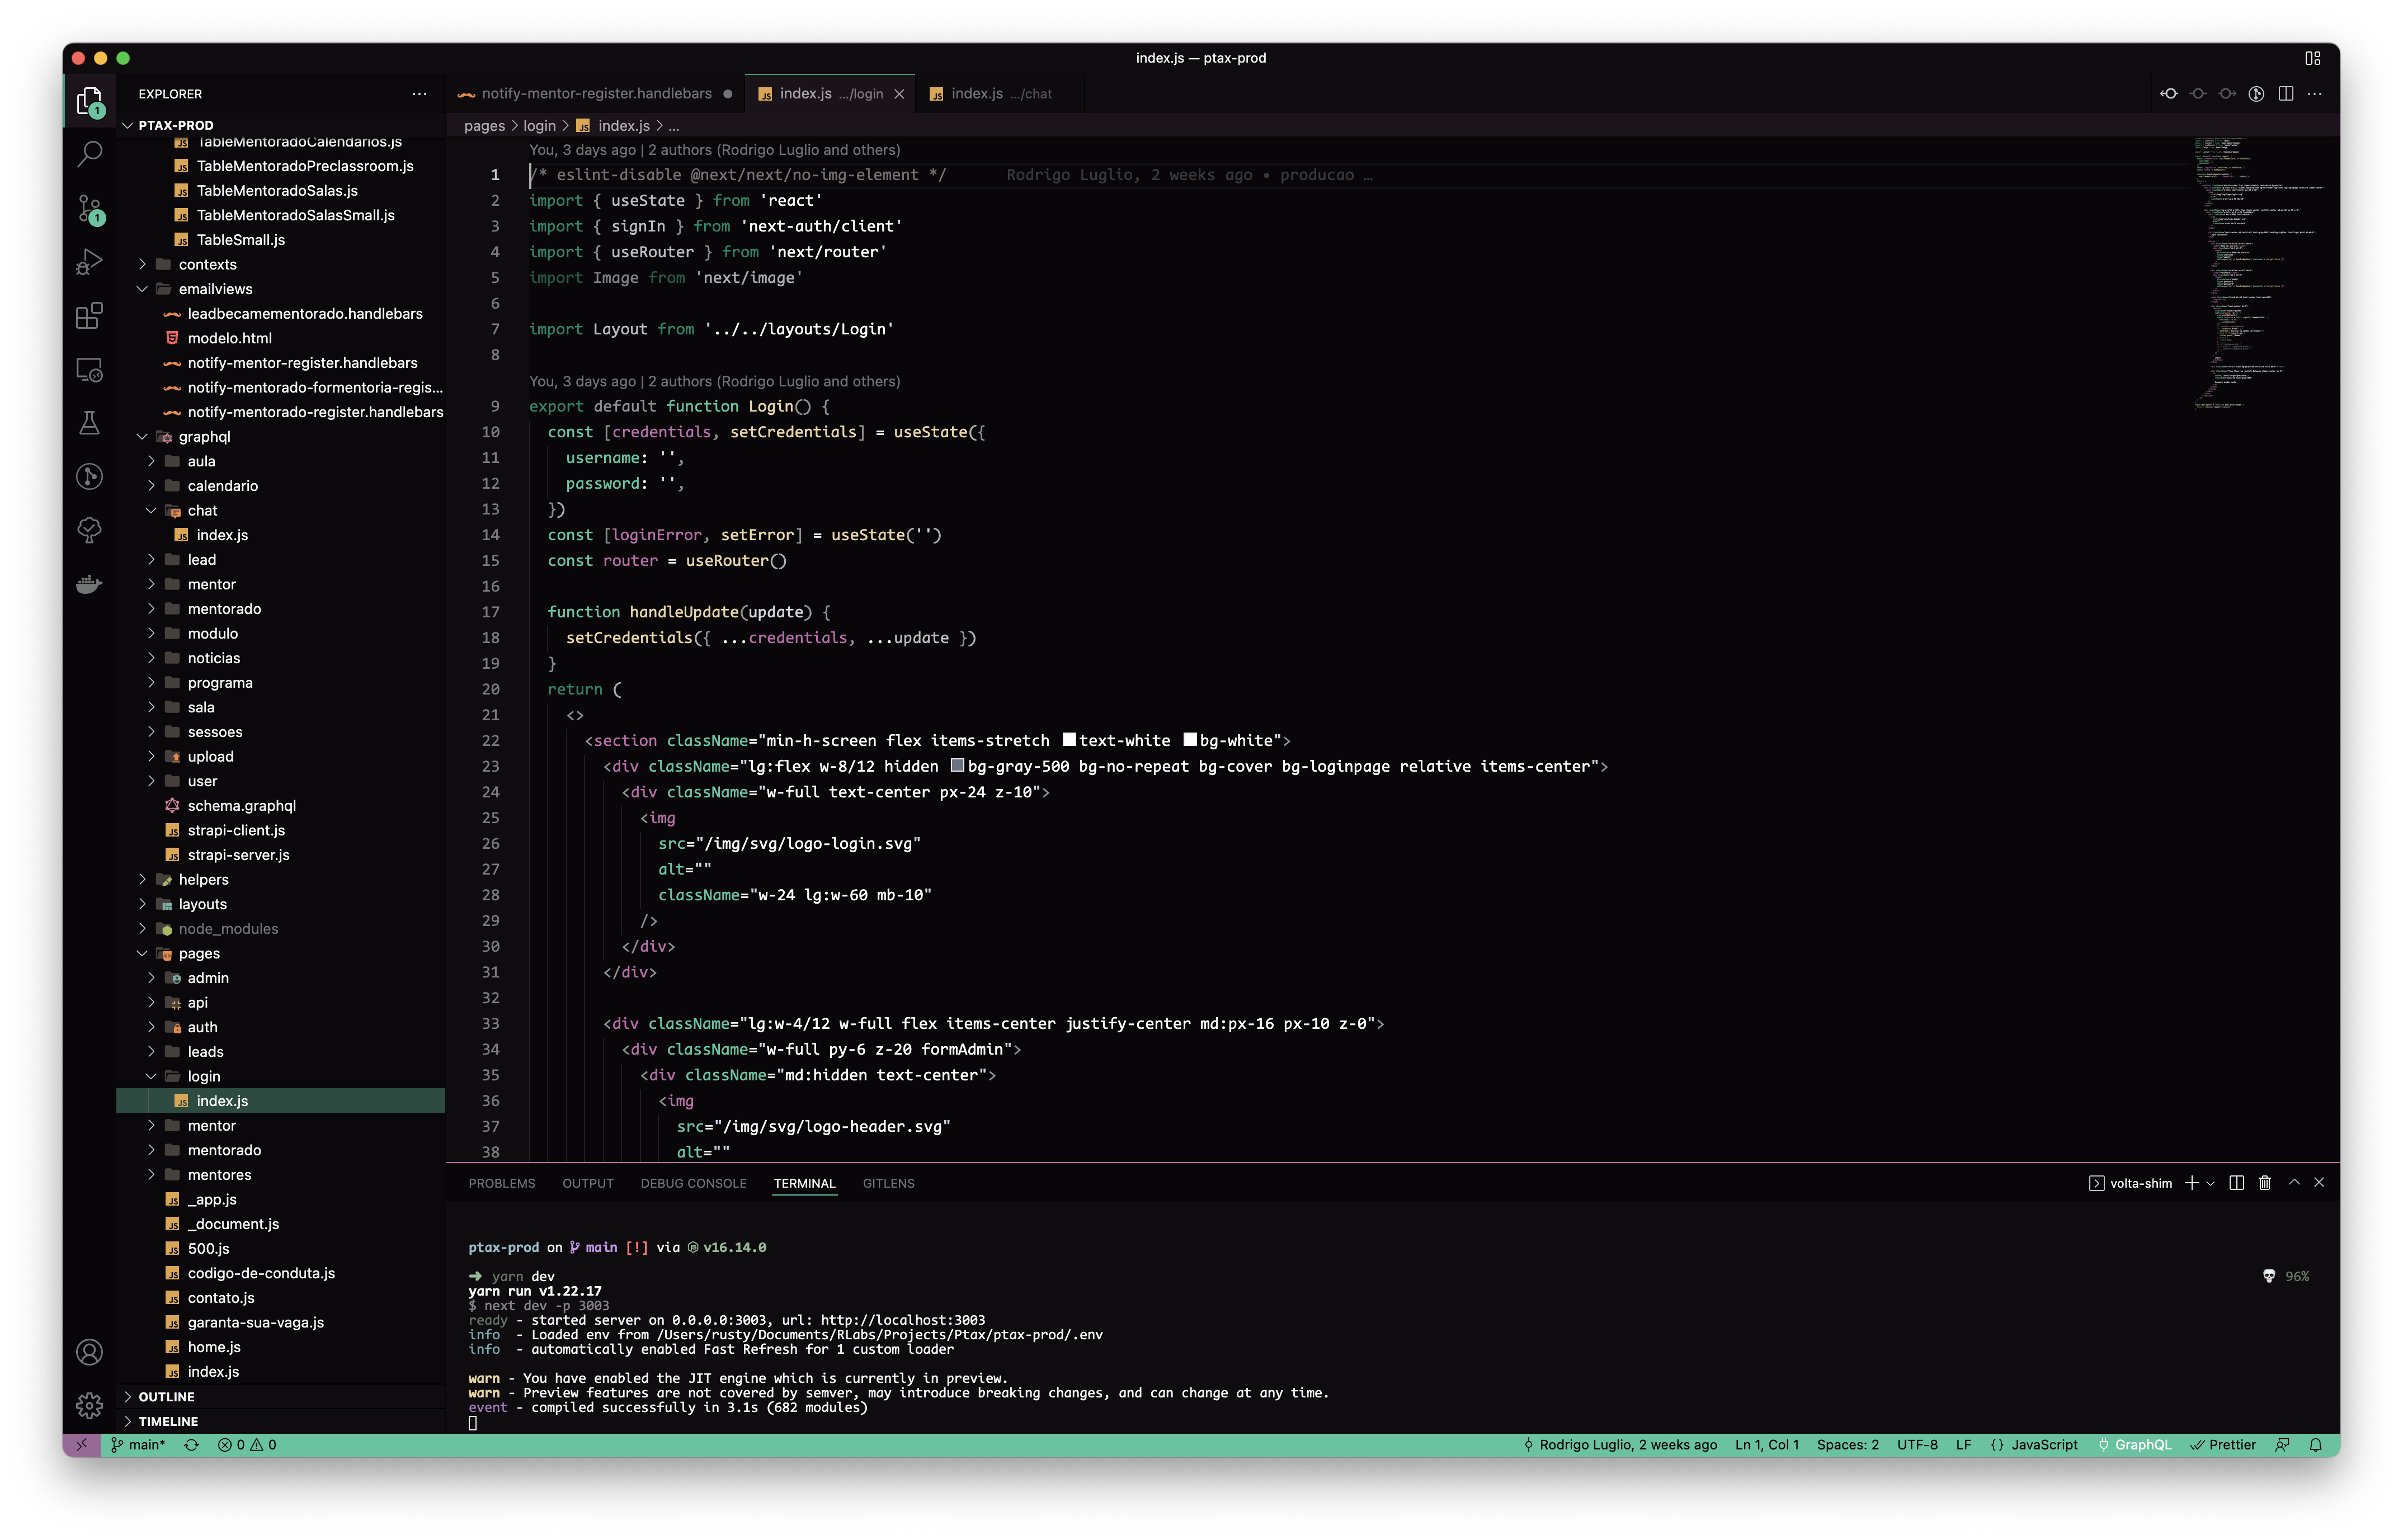 index.js — ptax-prod
EXPLORER
PTAX-PROD
TableMentoradoCalendarios.js
TableMentoradoPreclassroom.js
TableMentoradoSalas.js
TableMentoradoSalasSmall.js
TableSmall.js
contexts
emailviews
leadbecamementorado.handlebars
modelo.html
notify-mentor-register.handlebars
notify-mentorado-formentoria-regis...
notify-mentorado-register.handlebars
graphql
aula
calendario
chat
index.js
lead
mentor
mentorado
modulo
noticias
programa
sala
sessoes
upload
user
schema.graphql
strapi-client.js
strapi-server.js
helpers
layouts
node_modules
pages
admin
api
auth
leads
login
index.js
mentor
mentorado
mentores
_app.js
_document.js
500.js
codigo-de-conduta.js
contato.js
garanta-sua-vaga.js
home.js
index.js
OUTLINE
TIMELINE
notify-mentor-register.handlebars
index.js .../login
index.js .../chat
pages > login > index.js > ...
You, 3 days ago | 2 authors (Rodrigo Luglio and others)
1 /* eslint-disable @next/next/no-img-element */ Rodrigo Luglio, 2 weeks ago • producao …
2 import { useState } from 'react'
3 import { signIn } from 'next-auth/client'
4 import { useRouter } from 'next/router'
5 import Image from 'next/image'
6
7 import Layout from '../../layouts/Login'
8
You, 3 days ago | 2 authors (Rodrigo Luglio and others)
9 export default function Login() {
10 const [credentials, setCredentials] = useState({
11 username: '',
12 password: '',
13 })
14 const [loginError, setError] = useState('')
15 const router = useRouter()
16
17 function handleUpdate(update) {
18 setCredentials({ ...credentials, ...update })
19 }
20 return (
21 <>
22 <section className="min-h-screen flex items-stretch text-white bg-white">
23 <div className="lg:flex w-8/12 hidden bg-gray-500 bg-no-repeat bg-cover bg-loginpage relative items-center">
24 <div className="w-full text-center px-24 z-10">
25 <img
26 src="/img/svg/logo-login.svg"
27 alt=""
28 className="w-24 lg:w-60 mb-10"
29 />
30 </div>
31 </div>
32
33 <div className="lg:w-4/12 w-full flex items-center justify-center md:px-16 px-10 z-0">
34 <div className="w-full py-6 z-20 formAdmin">
35 <div className="md:hidden text-center">
36 <img
37 src="/img/svg/logo-header.svg"
38 alt=""
PROBLEMS OUTPUT DEBUG CONSOLE TERMINAL GITLENS
volta-shim
ptax-prod on main [!] via v16.14.0
➜ yarn dev
96%
yarn run v1.22.17
$ next dev -p 3003
ready - started server on 0.0.0.0:3003, url: http://localhost:3003
info - Loaded env from /Users/rusty/Documents/RLabs/Projects/Ptax/ptax-prod/.env
info - automatically enabled Fast Refresh for 1 custom loader
warn - You have enabled the JIT engine which is currently in preview.
warn - Preview features are not covered by semver, may introduce breaking changes, and can change at any time.
event - compiled successfully in 3.1s (682 modules)
main* 0 0 Rodrigo Luglio, 2 weeks ago Ln 1, Col 1 Spaces: 2 UTF-8 LF {} JavaScript GraphQL Prettier